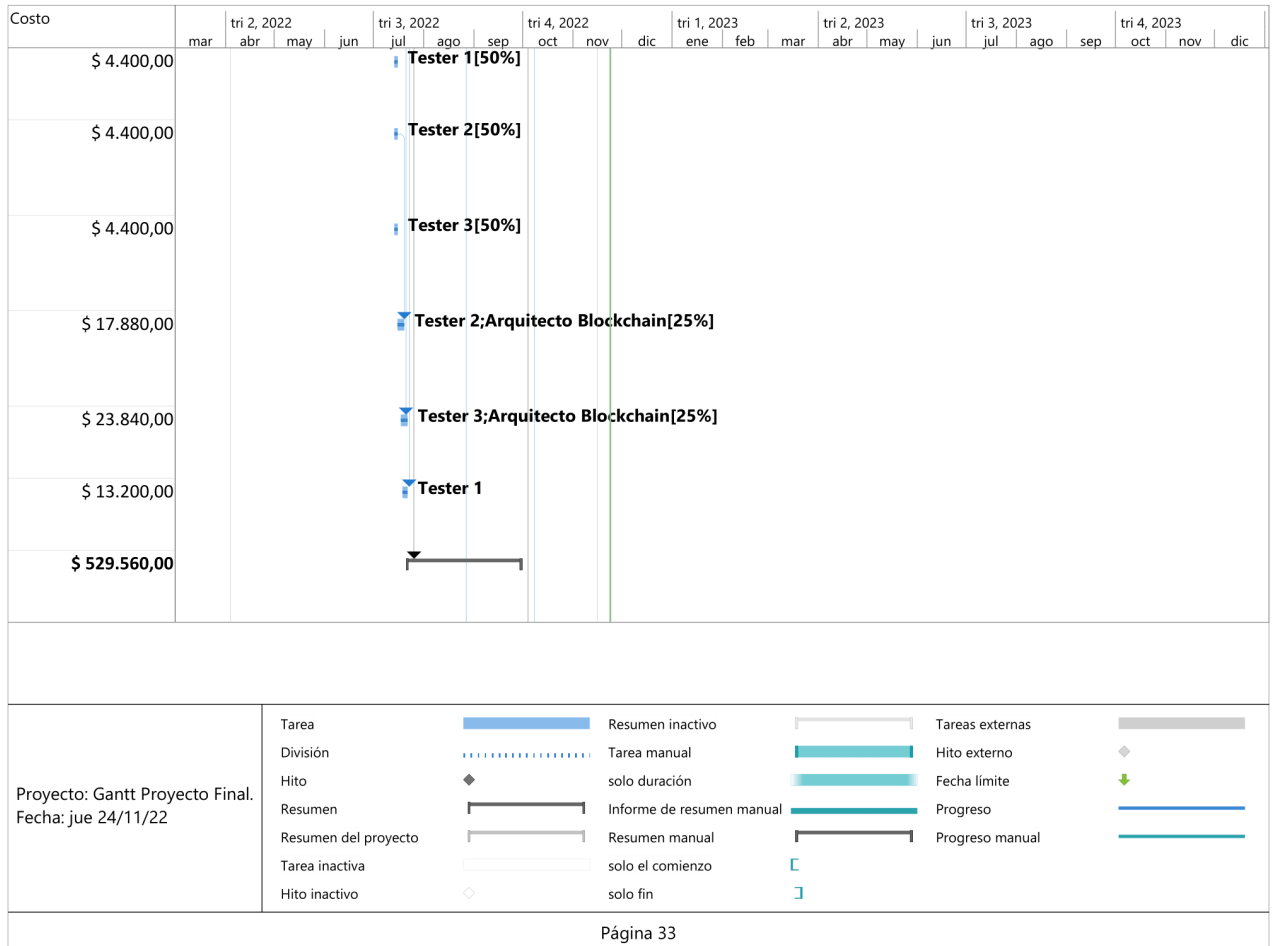 Costo
tri 2, 2022 tri 3, 2022 tri 4, 2022 tri 1, 2023 tri 2, 2023 tri 3, 2023 tri 4, 2023
mar abr may jun jul ago sep oct nov dic ene feb mar abr may jun jul ago sep oct nov dic
$ 4.400,00 Tester 1[50%]
$ 4.400,00 Tester 2[50%]
$ 4.400,00 Tester 3[50%]
$ 17.880,00 Tester 2;Arquitecto Blockchain[25%]
$ 23.840,00 Tester 3;Arquitecto Blockchain[25%]
$ 13.200,00 Tester 1
$ 529.560,00
Proyecto: Gantt Proyecto Final.
Fecha: jue 24/11/22
Tarea
División
Hito
Resumen
Resumen del proyecto
Tarea inactiva
Hito inactivo
Resumen inactivo
Tarea manual
solo duración
Informe de resumen manual
Resumen manual
solo el comienzo
solo fin
Tareas externas
Hito externo
Fecha límite
Progreso
Progreso manual
Página 33